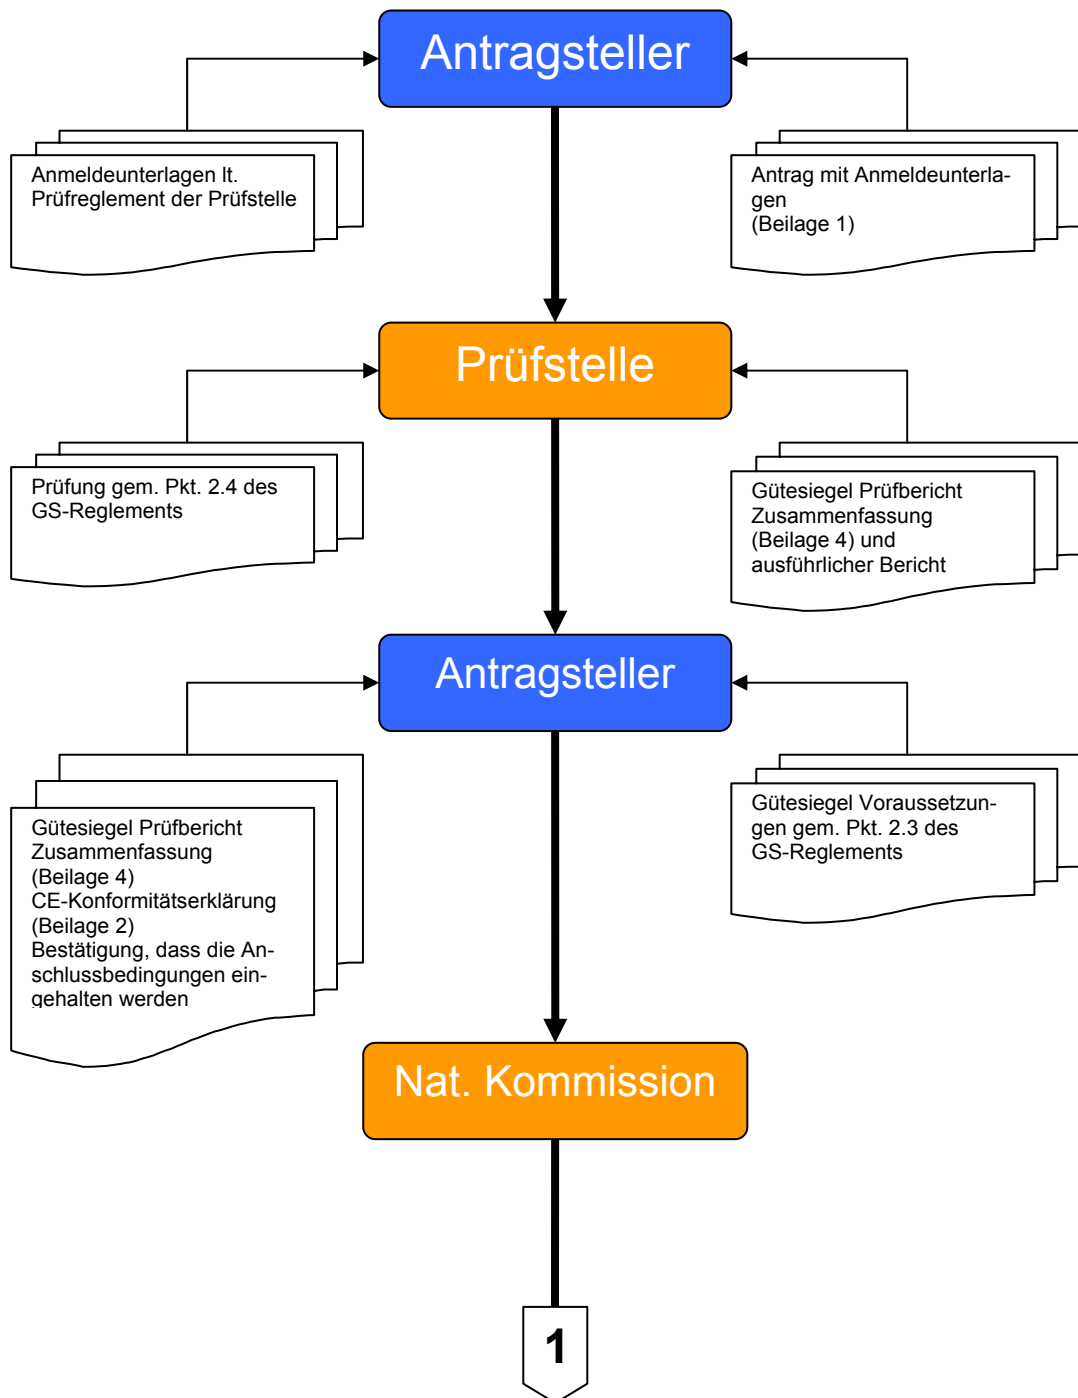 Antragsteller
Anmeldeunterlagen lt.
Prüfreglement der Prüfstelle
Antrag mit Anmeldeunterla-
gen
(Beilage 1)
Prüfstelle
Prüfung gem. Pkt. 2.4 des
GS-Reglements
Gütesiegel Prüfbericht
Zusammenfassung
(Beilage 4) und
ausführlicher Bericht
Antragsteller
Gütesiegel Prüfbericht
Zusammenfassung
(Beilage 4)
CE-Konformitätserklärung
(Beilage 2)
Bestätigung, dass die An-
schlussbedingungen ein-
gehalten werden
Gütesiegel Voraussetzun-
gen gem. Pkt. 2.3 des
GS-Reglements
Nat. Kommission
1